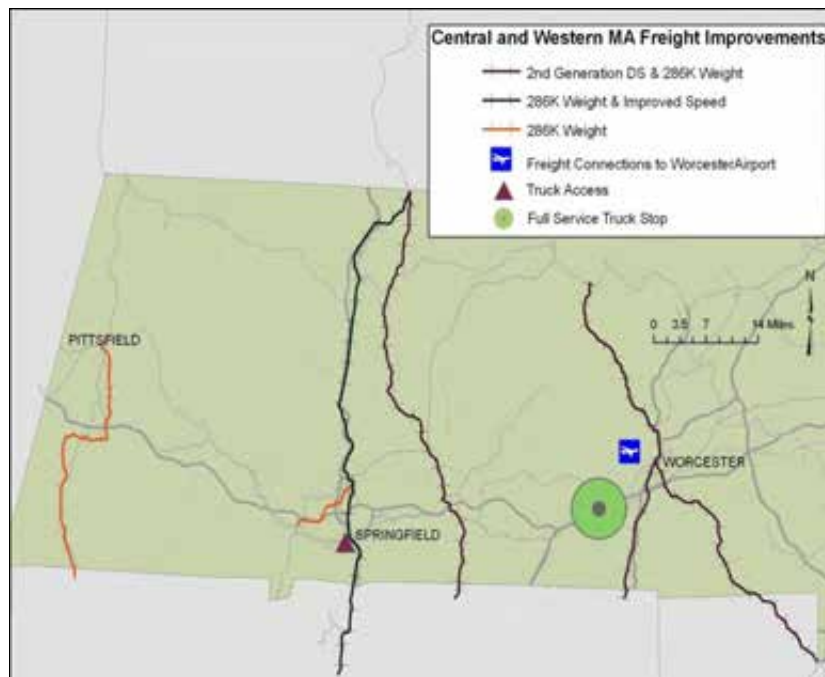 Central and Western MA Freight Improvements
2nd Generation DS & 286K Weight
286K Weight & Improved Speed
286K Weight
Freight Connections to WorcesterAirport
Truck Access
Full Service Truck Stop
N
0 3.5 7 14 Miles
PITTSFIELD
WORCESTER
SPRINGFIELD